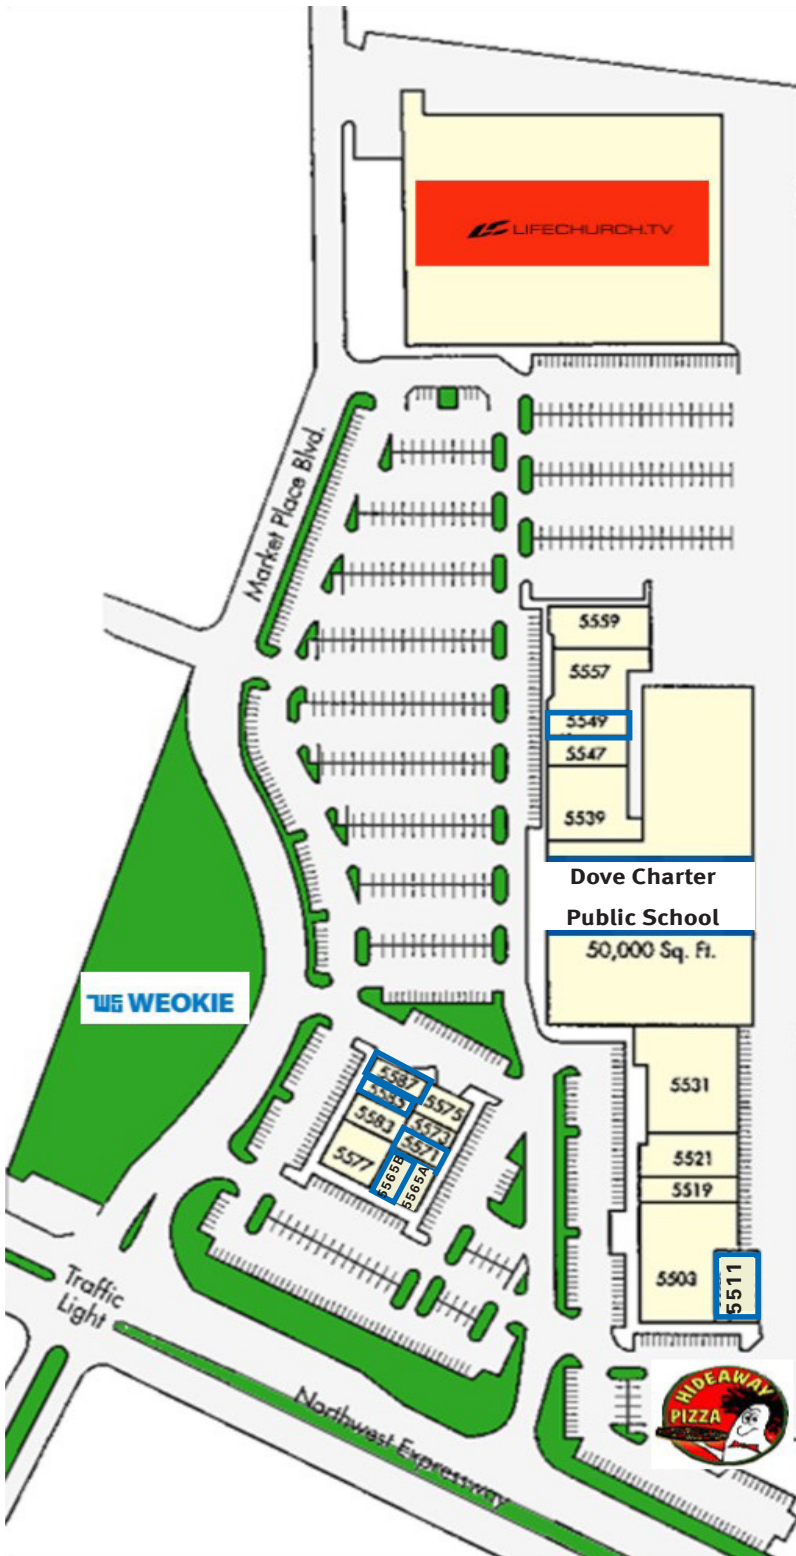 LIFECHURCH.TV
Market Place Blvd.
5559
5557
5549
5547
5539
Dove Charter
Public School
50,000 Sq. Ft.
WEOKIE
5587
5585
5575
5583
5573
5571
5577
5565B
5565A
5531
5521
5519
5503
5511
Traffic
Light
Northwest Expressway
HIDEAWAY
PIZZA